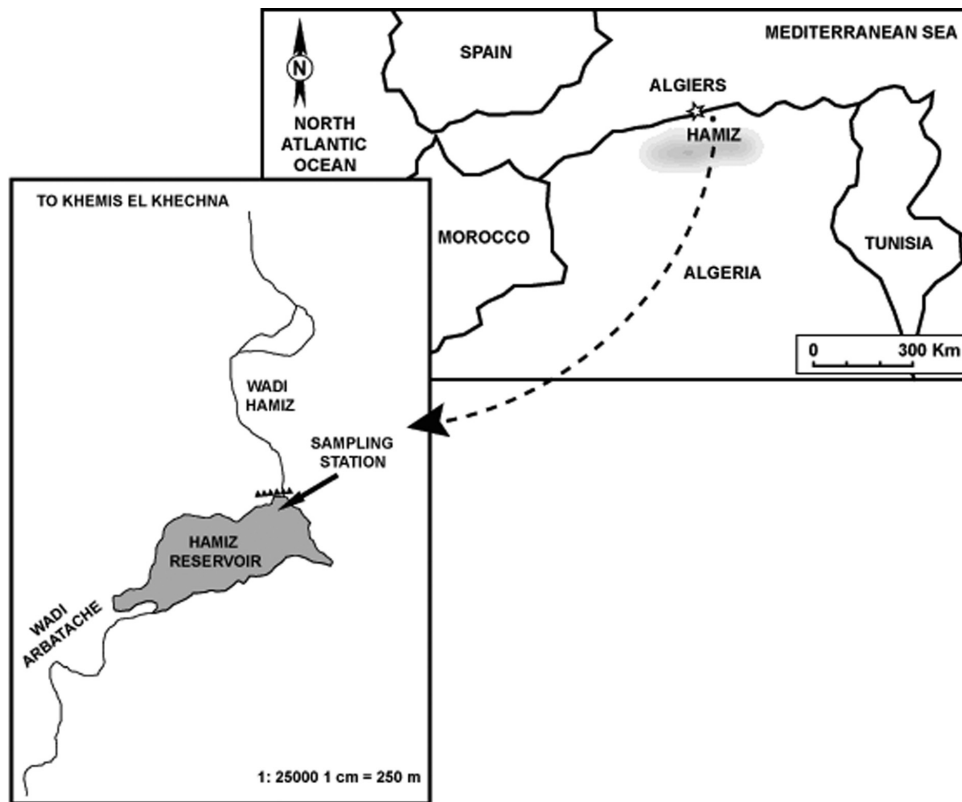 MEDITERRANEAN SEA
SPAIN
N
ALGIERS
NORTH
ATLANTIC
OCEAN
HAMIZ
MOROCCO
TUNISIA
ALGERIA
0 300 Km
TO KHEMIS EL KHECHNA
WADI
HAMIZ
SAMPLING
STATION
HAMIZ
RESERVOIR
WADI
ARBATACHE
1: 25000 1 cm = 250 m